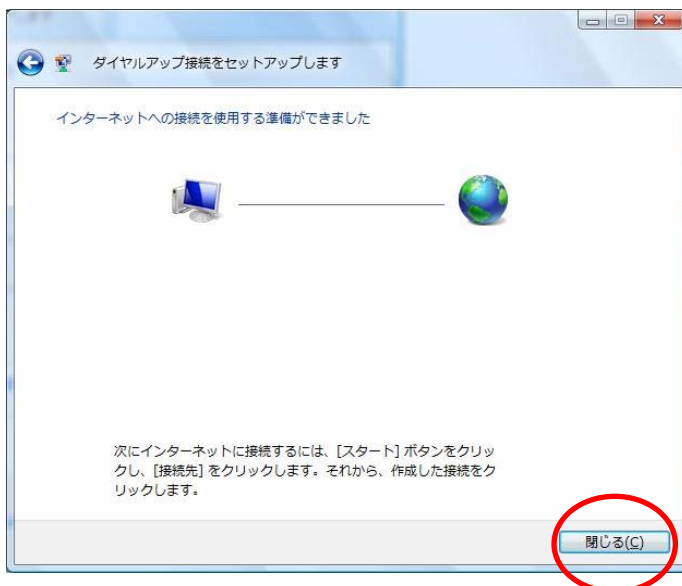 ダイヤルアップ接続をセットアップします
インターネットへの接続を使用する準備ができました
次にインターネットに接続するには、[スタート] ボタンをクリッ
クし、[接続先] をクリックします。それから、作成した接続をク
リックします。
閉じる(C)